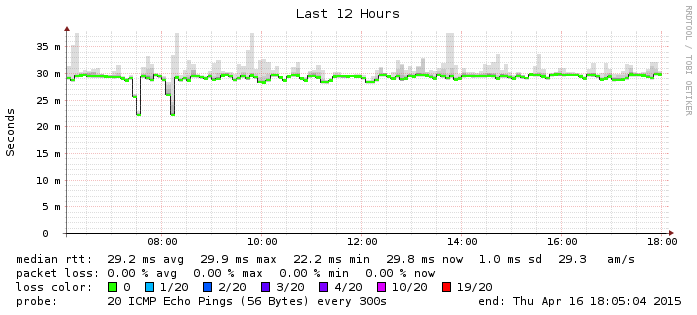 Last 12 Hours
RRDTOOL / TOBI OETIKER
Seconds
35 m
30 m
25 m
20 m
15 m
10 m
5 m
0
08:00 10:00 12:00 14:00 16:00 18:00
median rtt: 29.2 ms avg 29.9 ms max 22.2 ms min 29.8 ms now 1.0 ms sd 29.3 am/s
packet loss: 0.00 % avg 0.00 % max 0.00 % min 0.00 % now
loss color: 0 1/20 2/20 3/20 4/20 10/20 19/20
probe: 20 ICMP Echo Pings (56 Bytes) every 300s end: Thu Apr 16 18:05:04 2015